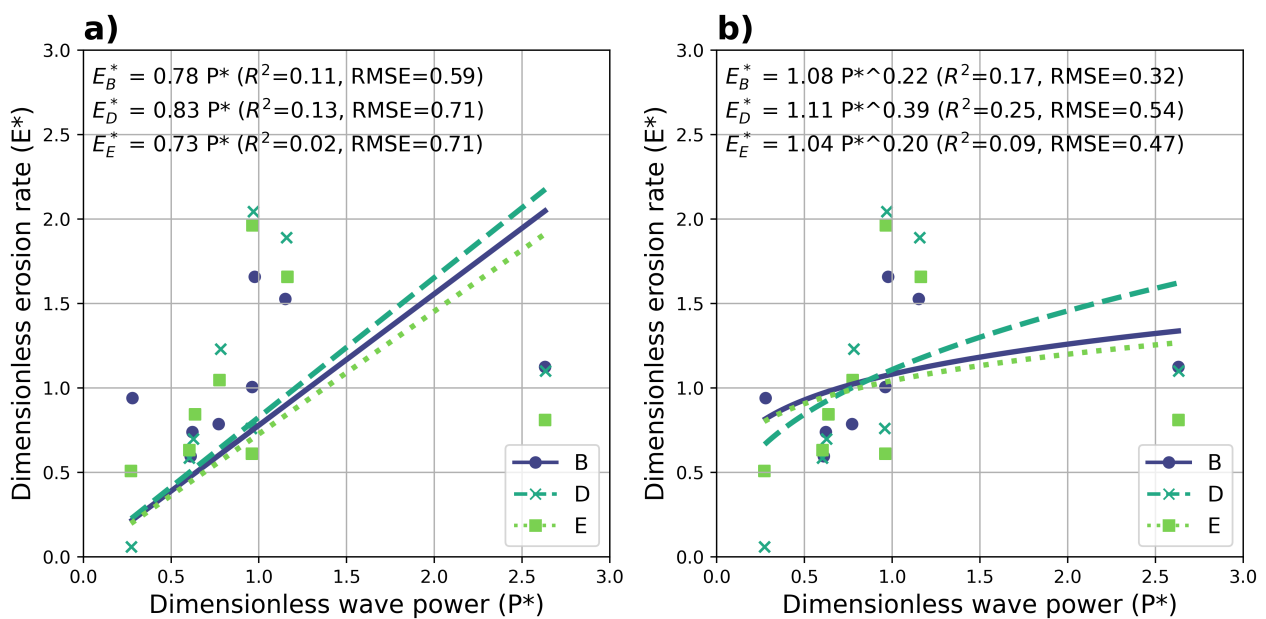 a)
E*B = 0.78 P* (R²=0.11, RMSE=0.59)
E*D = 0.83 P* (R²=0.13, RMSE=0.71)
E*E = 0.73 P* (R²=0.02, RMSE=0.71)
Dimensionless erosion rate (E*)
3.0
2.5
2.0
1.5
1.0
0.5
0.0
B
D
E
0.0 0.5 1.0 1.5 2.0 2.5 3.0
Dimensionless wave power (P*)
b)
E*B = 1.08 P*^0.22 (R²=0.17, RMSE=0.32)
E*D = 1.11 P*^0.39 (R²=0.25, RMSE=0.54)
E*E = 1.04 P*^0.20 (R²=0.09, RMSE=0.47)
Dimensionless erosion rate (E*)
3.0
2.5
2.0
1.5
1.0
0.5
0.0
B
D
E
0.0 0.5 1.0 1.5 2.0 2.5 3.0
Dimensionless wave power (P*)